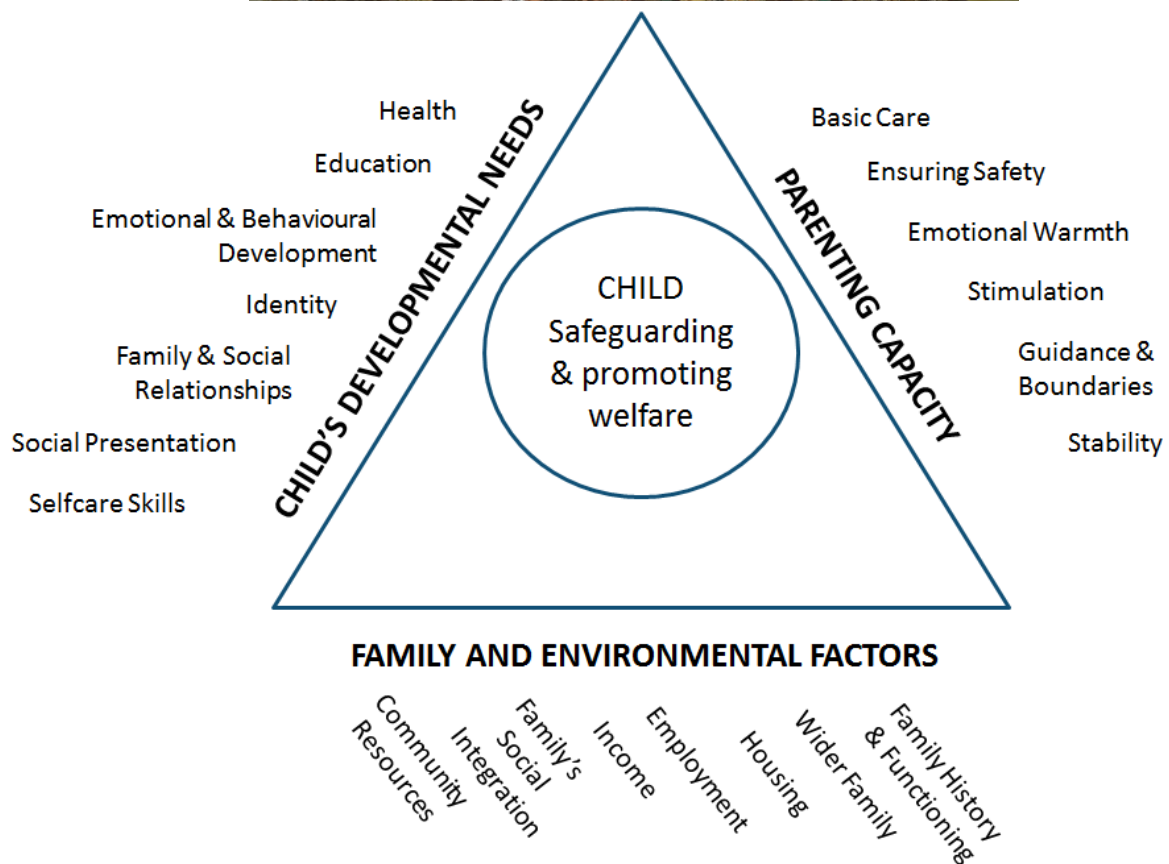 Health
Education
Emotional & Behavioural
Development
Identity
Family & Social
Relationships
Social Presentation
Selfcare Skills
CHILD'S DEVELOPMENTAL NEEDS
CHILD
Safeguarding
& promoting
welfare
PARENTING CAPACITY
Basic Care
Ensuring Safety
Emotional Warmth
Stimulation
Guidance &
Boundaries
Stability
FAMILY AND ENVIRONMENTAL FACTORS
Community
Resources
Family's
Social
Integration
Income
Employment
Housing
Wider Family
Family History
& Functioning